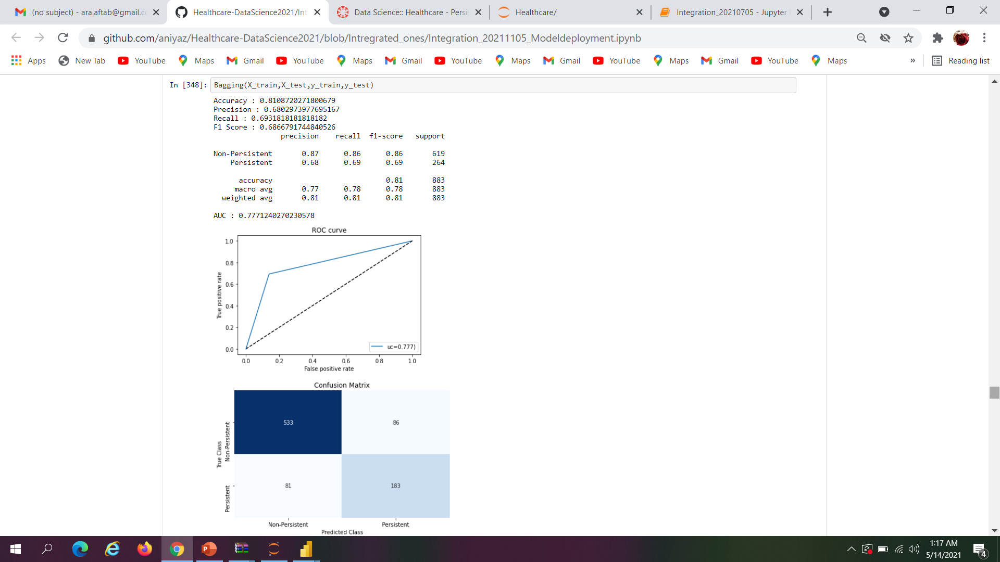 (no subject) - ara.aftab@gmail.c
Healthcare-DataScience2021/Int
Data Science:: Healthcare - Persis
Healthcare/
Integration_20210705 - Jupyter
github.com/aniyaz/Healthcare-DataScience2021/blob/Intregrated_ones/Integration_20211105_Modeldeployment.ipynb
Apps New Tab YouTube Maps Gmail YouTube Maps Gmail YouTube Maps Gmail YouTube Maps Gmail YouTube Maps » Reading list
In [348]: Bagging(X_train,X_test,y_train,y_test)
Accuracy : 0.8108720271800679
Precision : 0.6802973977695167
Recall : 0.6931818181818182
F1 Score : 0.6866791744840526
precision recall f1-score support
Non-Persistent 0.87 0.86 0.86 619
Persistent 0.68 0.69 0.69 264
accuracy 0.81 883
macro avg 0.77 0.78 0.78 883
weighted avg 0.81 0.81 0.81 883
AUC : 0.7771240270230578
ROC curve
True positive rate
1.0
0.8
0.6
0.4
0.2
0.0
uc=0.777)
0.0 0.2 0.4 0.6 0.8 1.0
False positive rate
Confusion Matrix
True Class
Non-Persistent
533 86
Persistent
81 183
Non-Persistent Persistent
Predicted Class
1:17 AM
5/14/2021
4